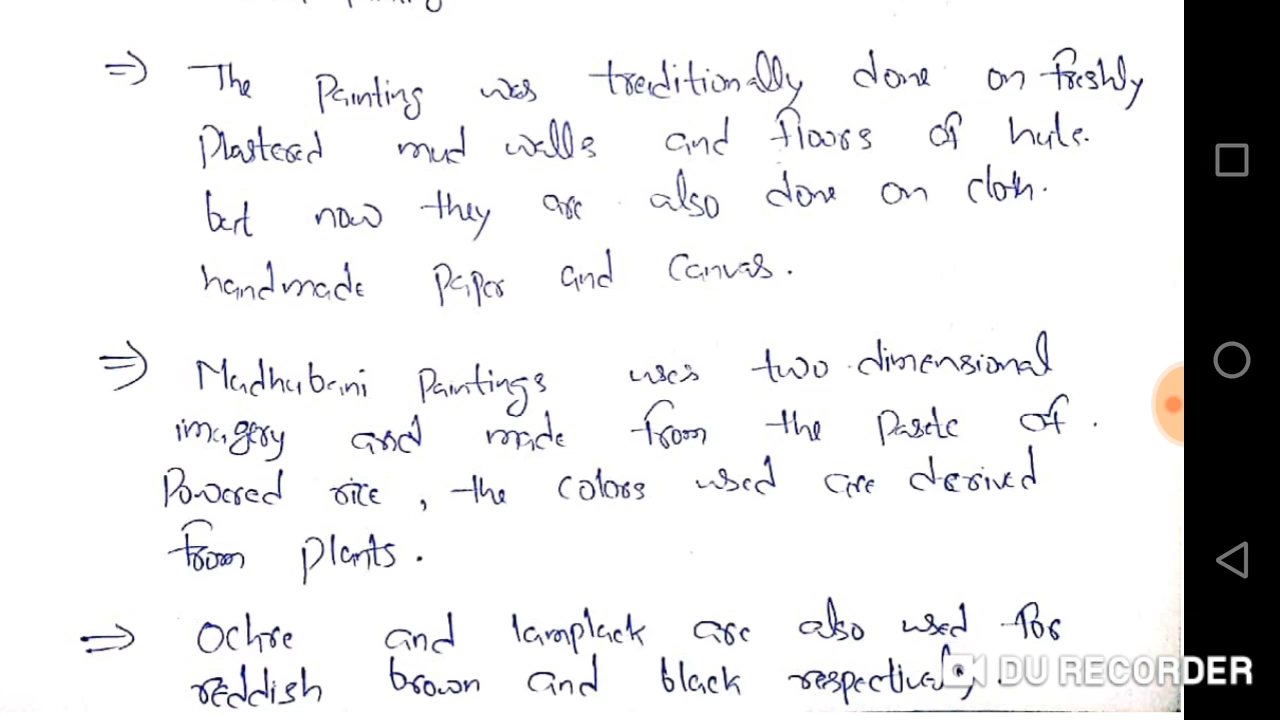 ⇒ The Painting was treditionally done on freshly
Plastered mud walls and floors of huts.
but now they are also done on cloth.
handmade Paper and Canvas.
⇒ Madhubani Paintings uses two dimensional
imagery and made from the Paste of.
Powered rice, the colors used are derived
from plants.
⇒ Ochre and lamplack are also used for
reddish brown and black respectively.
DU RECORDER